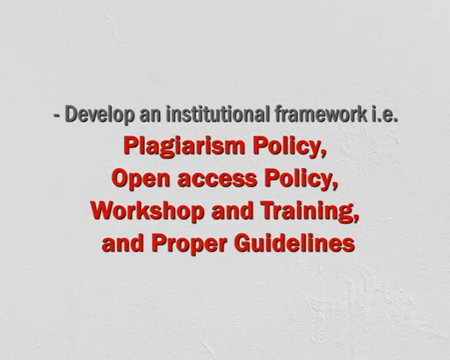 - Develop an institutional framework i.e.
Plagiarism Policy,
Open access Policy,
Workshop and Training,
and Proper Guidelines